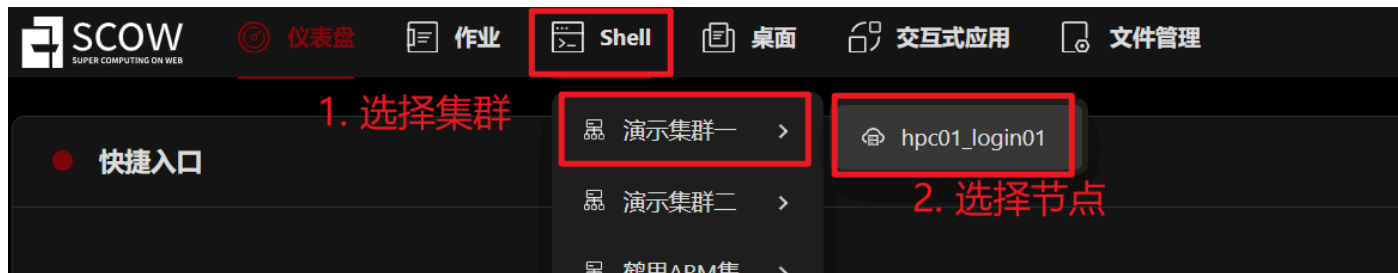 SCOW
SUPER COMPUTING ON WEB
仪表盘
作业
Shell
桌面
交互式应用
文件管理
1. 选择集群
演示集群一
hpc01_login01
快捷入口
2. 选择节点
演示集群二